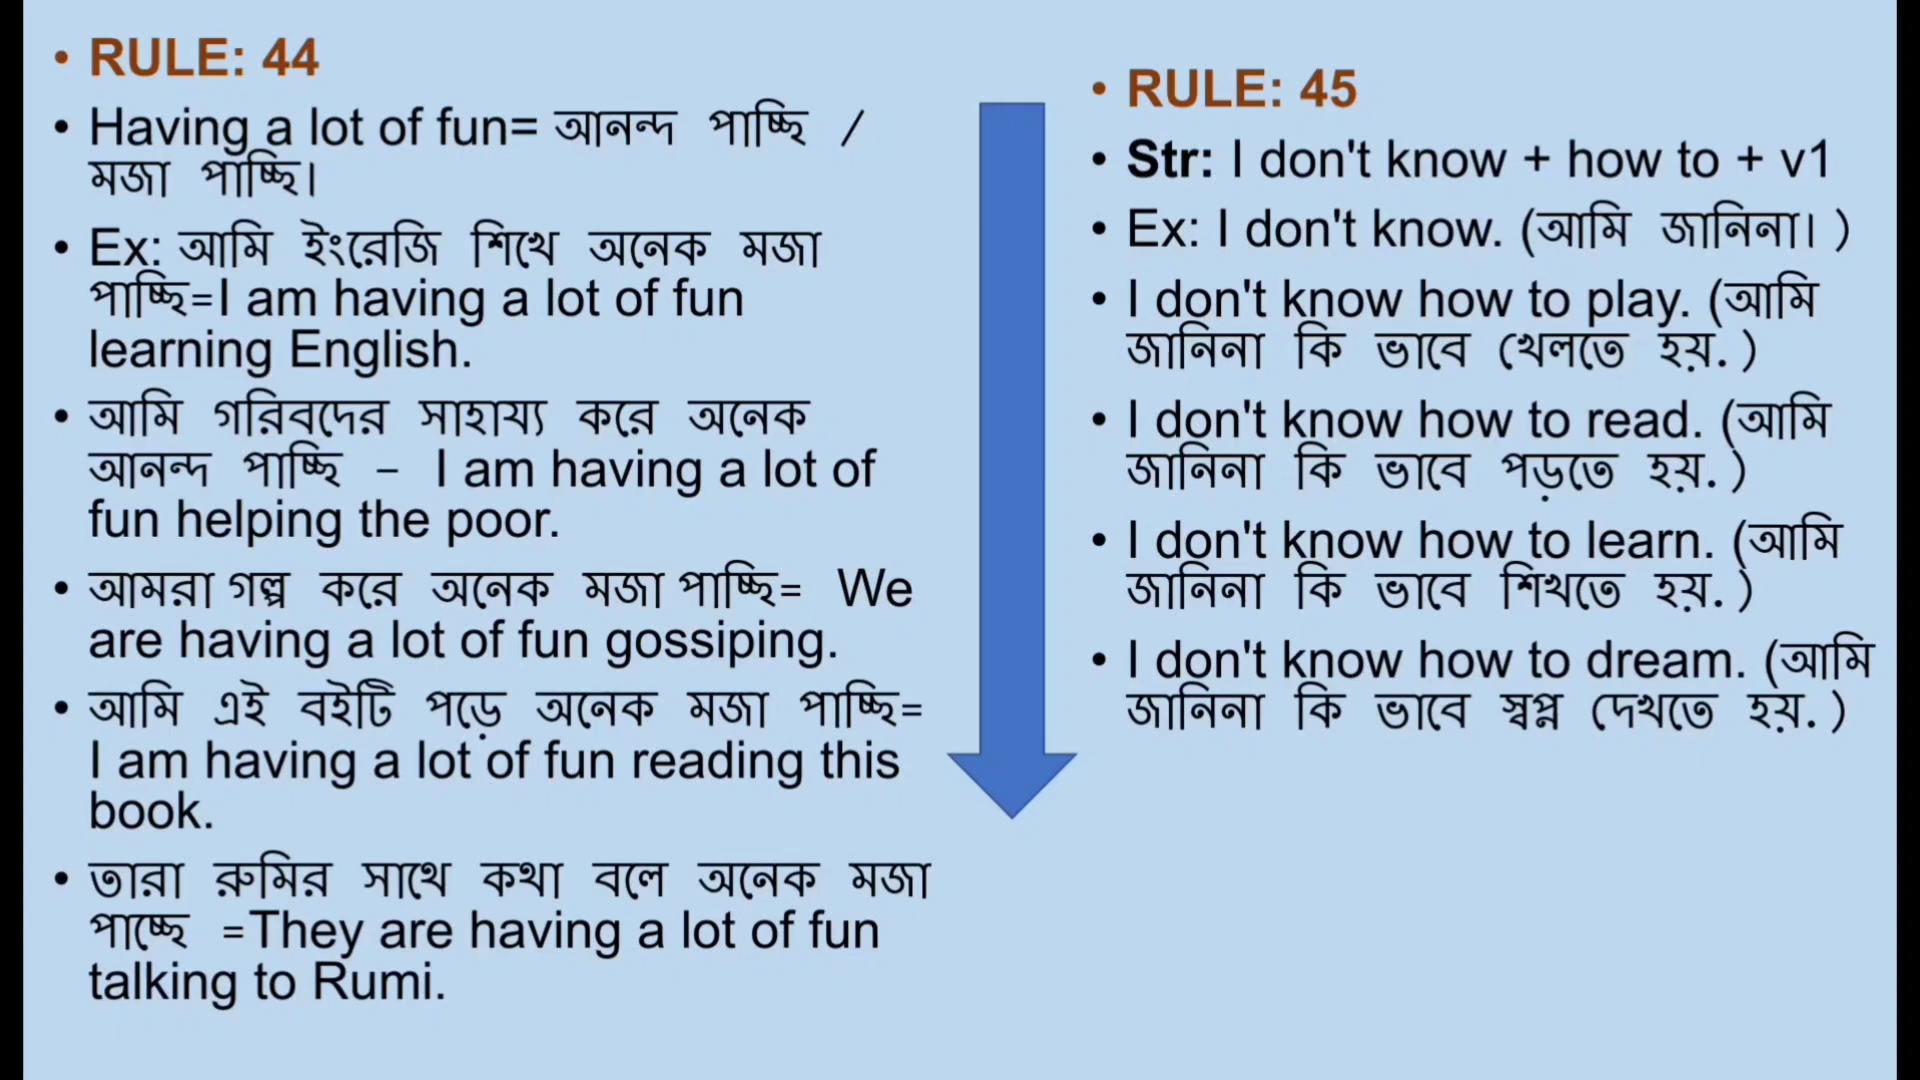 • RULE: 44
• Having a lot of fun= আনন্দ পাচ্ছি /
মজা পাচ্ছি।
• Ex: আমি ইংরেজি শিখে অনেক মজা
পাচ্ছি=I am having a lot of fun
learning English.
• আমি গরিবদের সাহায্য করে অনেক
আনন্দ পাচ্ছি – I am having a lot of
fun helping the poor.
• আমরা গল্প করে অনেক মজা পাচ্ছি= We
are having a lot of fun gossiping.
• আমি এই বইটি পড়ে অনেক মজা পাচ্ছি=
I am having a lot of fun reading this
book.
• তারা রুমির সাথে কথা বলে অনেক মজা
পাচ্ছে =They are having a lot of fun
talking to Rumi.
• RULE: 45
• Str: I don't know + how to + v1
• Ex: I don't know. (আমি জানিনা। )
• I don't know how to play. (আমি
জানিনা কি ভাবে খেলতে হয়. )
• I don't know how to read. (আমি
জানিনা কি ভাবে পড়তে হয়. )
• I don't know how to learn. (আমি
জানিনা কি ভাবে শিখতে হয়. )
• I don't know how to dream. (আমি
জানিনা কি ভাবে স্বপ্ন দেখতে হয়. )